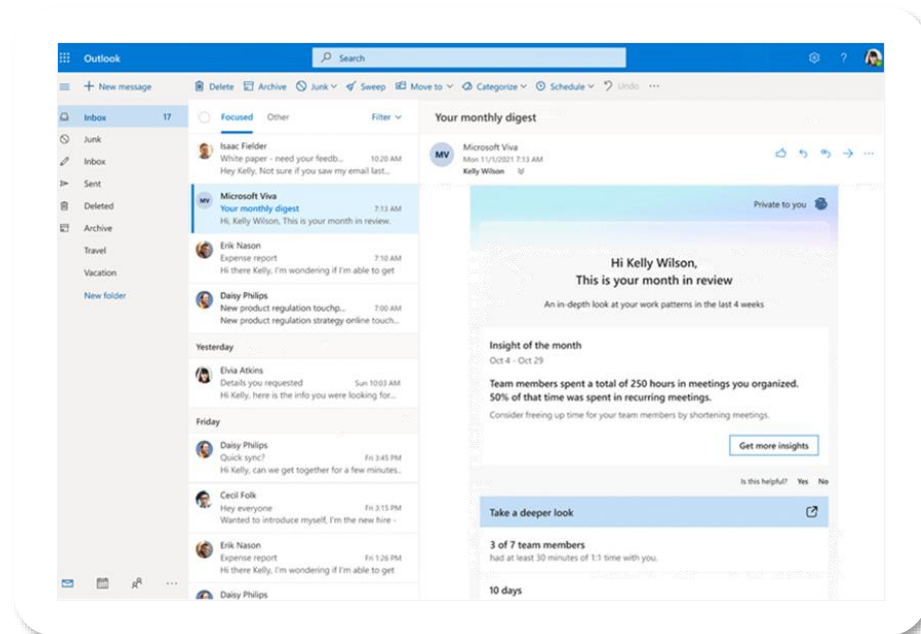 Outlook
Search
?
New message
Delete
Archive
Junk
Sweep
Move to
Categorize
Schedule
Undo
...
Inbox 17
Junk
Inbox
Sent
Deleted
Archive
Travel
Vacation
New folder
Focused Other Filter
Isaac Fielder
White paper - need your feedb... 10:20 AM
Hey Kelly, Not sure if you saw my email last...
MV
Microsoft Viva
Your monthly digest 7:13 AM
Hi, Kelly Wilson, This is your month in review.
Erik Nason
Expense report 7:10 AM
Hi there Kelly, I'm wondering if I'm able to get
Daisy Philips
New product regulation touchp... 7:00 AM
New product regulation strategy online touch...
Yesterday
Elvia Atkins
Details you requested Sun 10:03 AM
Hi Kelly, here is the info you were looking for...
Friday
Daisy Philips
Quick sync? Fri 3:45 PM
Hi Kelly, can we get together for a few minutes..
Cecil Folk
Hey everyone Fri 3:15 PM
Wanted to introduce myself, I'm the new hire -
Erik Nason
Expense report Fri 1:26 PM
Hi there Kelly, I'm wondering if I'm able to get
Daisy Philips
Your monthly digest
MV
Microsoft Viva
Mon 11/1/2021 7:13 AM
Kelly Wilson
Private to you
Hi Kelly Wilson,
This is your month in review
An in-depth look at your work patterns in the last 4 weeks
Insight of the month
Oct 4 - Oct 29
Team members spent a total of 250 hours in meetings you organized.
50% of that time was spent in recurring meetings.
Consider freeing up time for your team members by shortening meetings.
Get more insights
Is this helpful? Yes No
Take a deeper look
3 of 7 team members
had at least 30 minutes of 1:1 time with you.
10 days